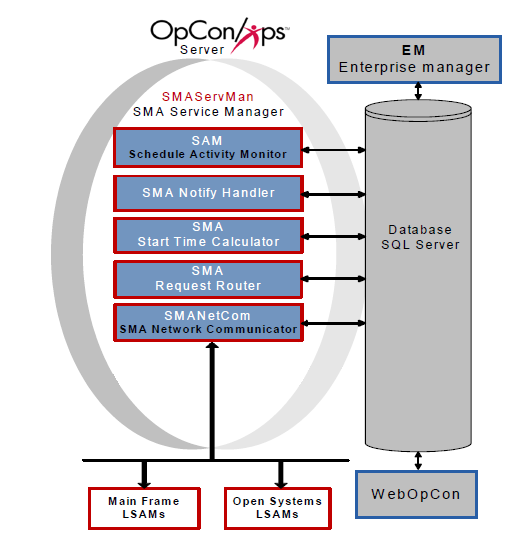 OpCon/xps™
Server
EM
Enterprise manager
SMAServMan
SMA Service Manager
SAM
Schedule Activity Monitor
SMA Notify Handler
SMA
Start Time Calculator
SMA
Request Router
SMANetCom
SMA Network Communicator
Database
SQL Server
Main Frame
LSAMs
Open Systems
LSAMs
WebOpCon